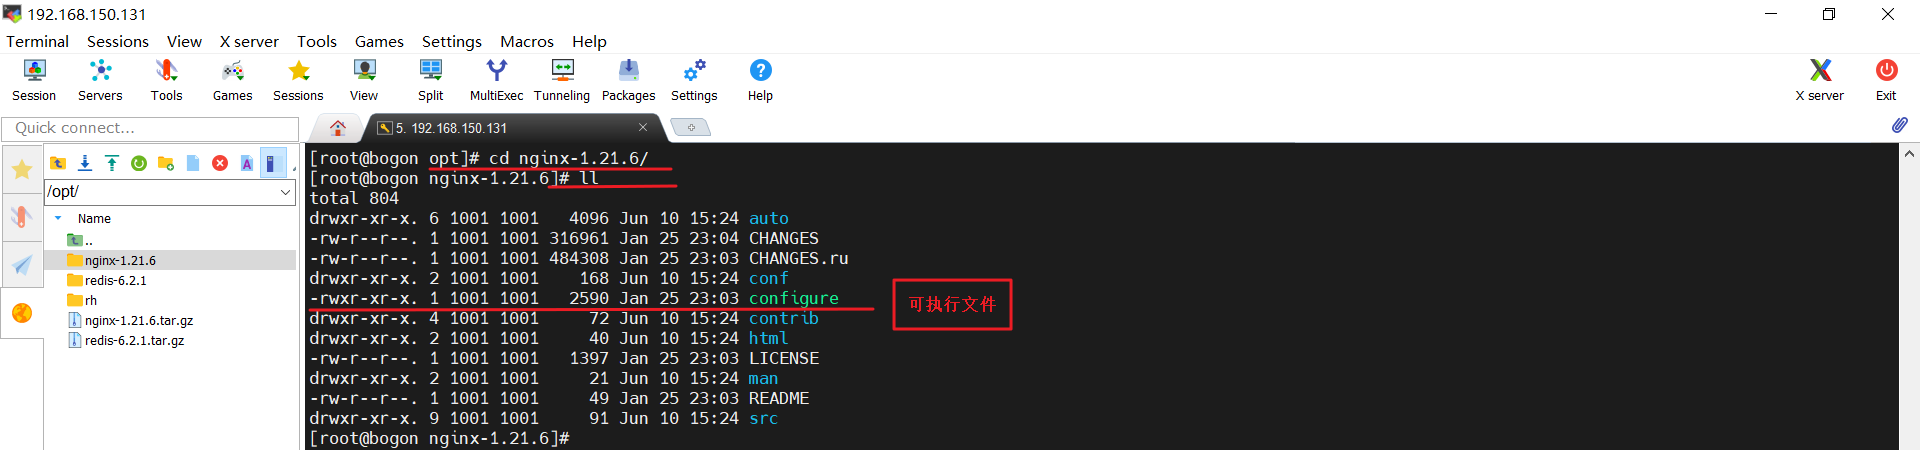 192.168.150.131
Terminal Sessions View X server Tools Games Settings Macros Help
Session Servers Tools Games Sessions View Split MultiExec Tunneling Packages Settings Help X server Exit
Quick connect...
5. 192.168.150.131
/opt/
Name
..
nginx-1.21.6
redis-6.2.1
rh
nginx-1.21.6.tar.gz
redis-6.2.1.tar.gz
[root@bogon opt]# cd nginx-1.21.6/
[root@bogon nginx-1.21.6]# ll
total 804
drwxr-xr-x. 6 1001 1001   4096 Jun 10 15:24 auto
-rw-r--r--. 1 1001 1001 316961 Jan 25 23:04 CHANGES
-rw-r--r--. 1 1001 1001 484308 Jan 25 23:03 CHANGES.ru
drwxr-xr-x. 2 1001 1001    168 Jun 10 15:24 conf
-rwxr-xr-x. 1 1001 1001   2590 Jan 25 23:03 configure
可执行文件
drwxr-xr-x. 4 1001 1001     72 Jun 10 15:24 contrib
drwxr-xr-x. 2 1001 1001     40 Jun 10 15:24 html
-rw-r--r--. 1 1001 1001   1397 Jan 25 23:03 LICENSE
drwxr-xr-x. 2 1001 1001     21 Jun 10 15:24 man
-rw-r--r--. 1 1001 1001     49 Jan 25 23:03 README
drwxr-xr-x. 9 1001 1001     91 Jun 10 15:24 src
[root@bogon nginx-1.21.6]#